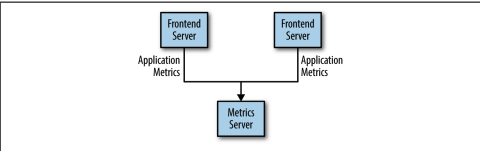 Frontend
Server
Frontend
Server
Application
Metrics
Application
Metrics
Metrics
Server